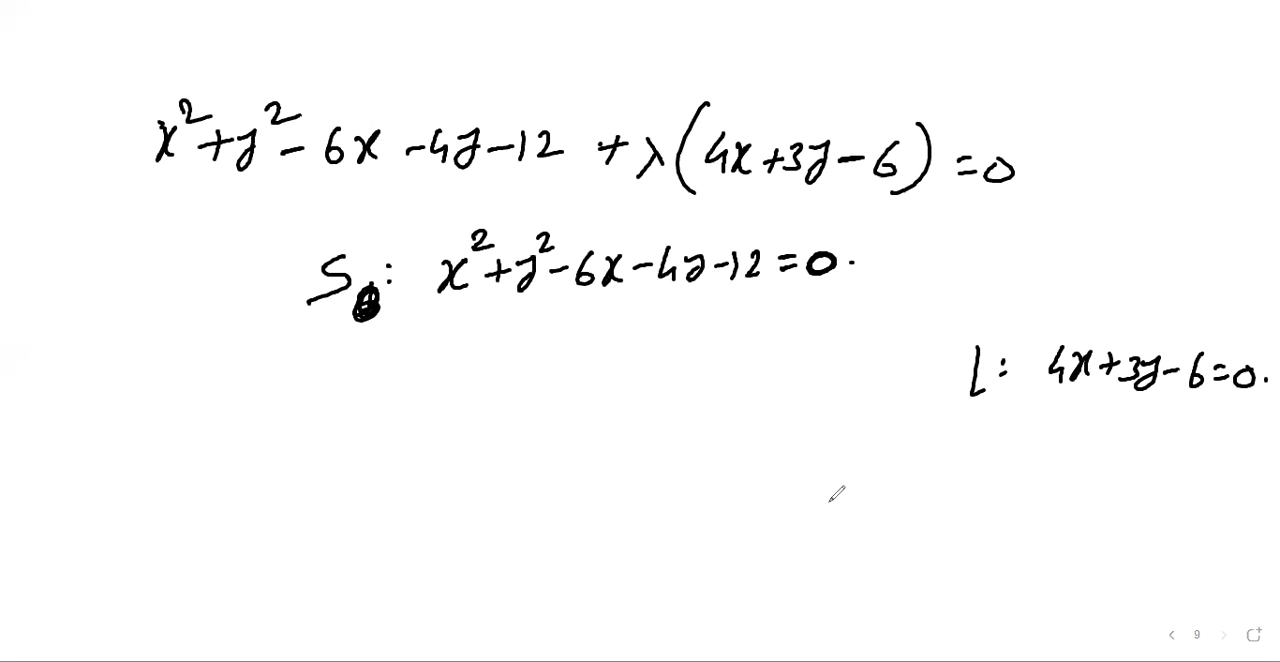 x²+y²-6x-4y-12 +λ(4x+3y-6)=0
S : x²+y²-6x-4y-12=0.
L: 4x+3y-6=0.
9